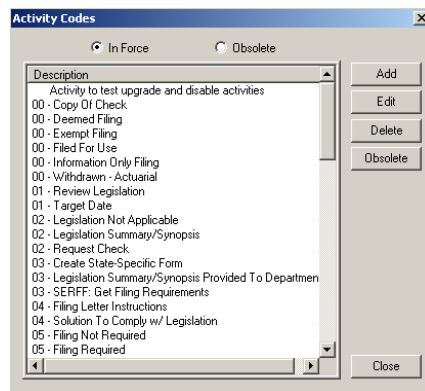 Activity Codes
In Force Obsolete
Description
Activity to test upgrade and disable activities
00 - Copy Of Check
00 - Deemed Filing
00 - Exempt Filing
00 - Filed For Use
00 - Information Only Filing
00 - Withdrawn - Actuarial
01 - Review Legislation
01 - Target Date
02 - Legislation Not Applicable
02 - Legislation Summary/Synopsis
02 - Request Check
03 - Create State-Specific Form
03 - Legislation Summary/Synopsis Provided To Departmen
03 - SERFF: Get Filing Requirements
04 - Filing Letter Instructions
04 - Solution To Comply w/ Legislation
05 - Filing Not Required
05 - Filing Required
Add
Edit
Delete
Obsolete
Close